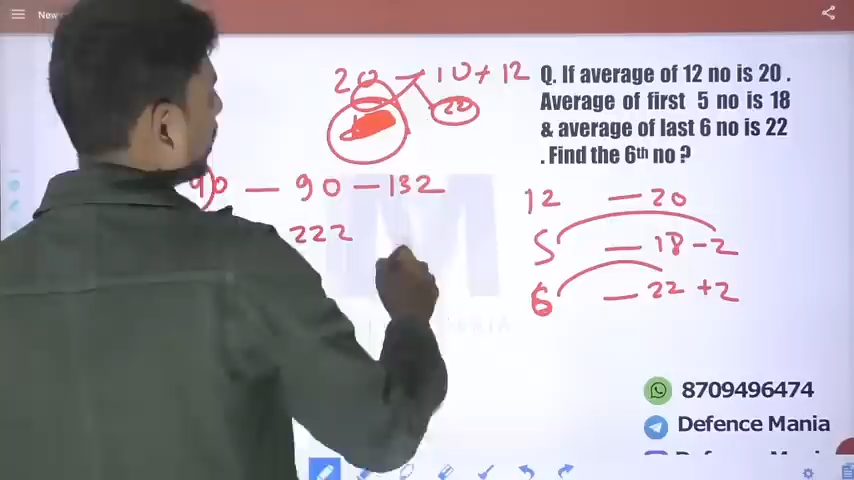 New
20 - 10 + 12
22
Q. If average of 12 no is 20 .
Average of first 5 no is 18
& average of last 6 no is 22
. Find the 6th no ?
90 - 90 - 132
222
12 - 20
5 - 18 - 2
6 - 22 + 2
M
8709496474
Defence Mania